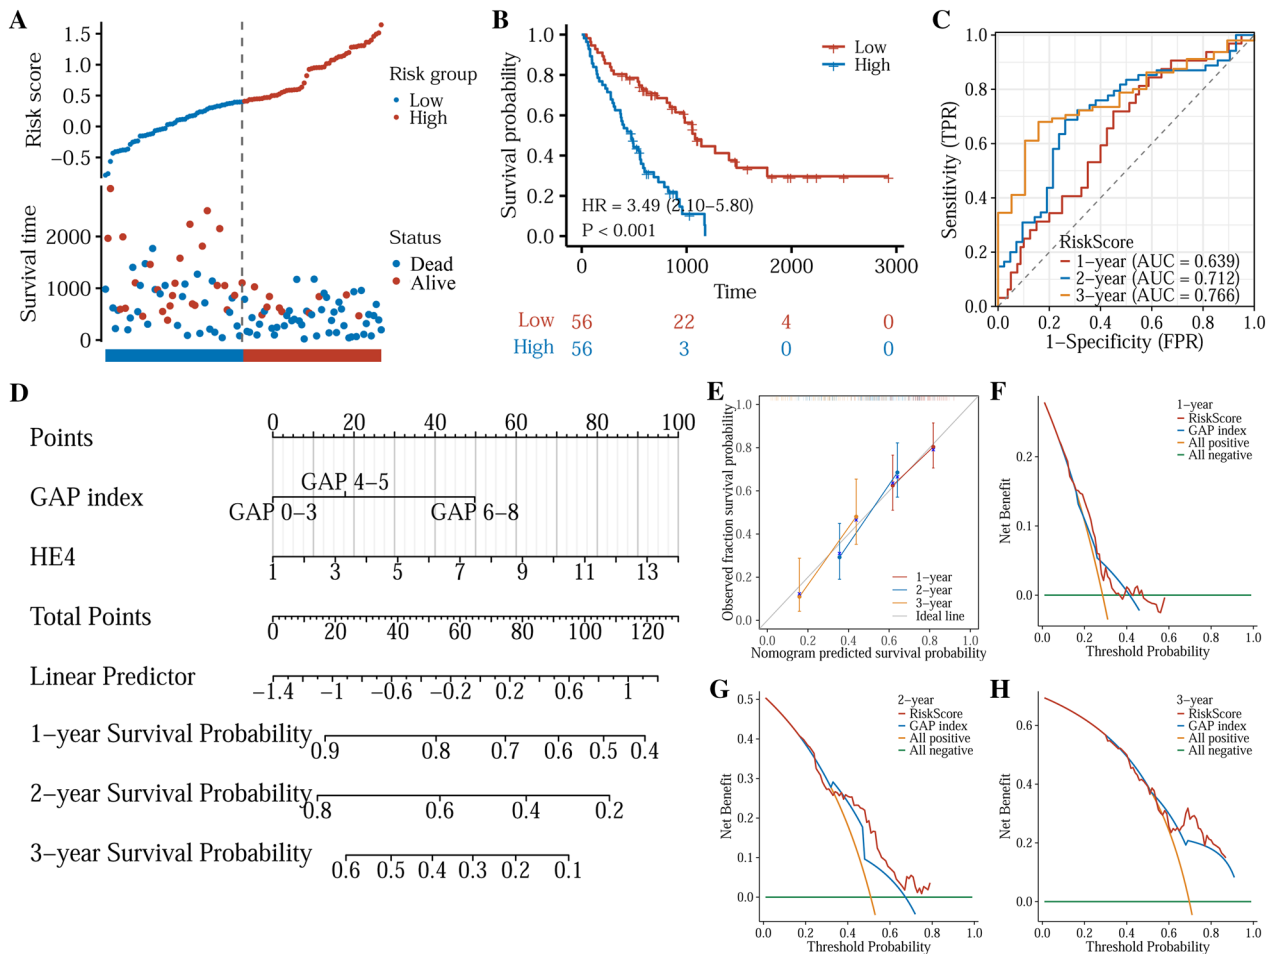 A
Risk score
1.5
1.0
0.5
0.0
−0.5
Risk group
Low
High
Survival time
2000
1000
0
Status
Dead
Alive
B
Survival probability
1.0
0.8
0.6
0.4
0.2
0.0
Low
High
HR = 3.49 (2.10−5.80)
P < 0.001
0 1000 2000 3000
Time
Low 56 22 4 0
High 56 3 0 0
C
Sensitivity (TPR)
1.0
0.8
0.6
0.4
0.2
0.0
RiskScore
1−year (AUC = 0.639)
2−year (AUC = 0.712)
3−year (AUC = 0.766)
0.0 0.2 0.4 0.6 0.8 1.0
1−Specificity (FPR)
D
Points
0 20 40 60 80 100
GAP index
GAP 4−5
GAP 0−3 GAP 6−8
HE4
1 3 5 7 9 11 13
Total Points
0 20 40 60 80 100 120
Linear Predictor
−1.4 −1 −0.6 −0.2 0.2 0.6 1
1−year Survival Probability
0.9 0.8 0.7 0.6 0.5 0.4
2−year Survival Probability
0.8 0.6 0.4 0.2
3−year Survival Probability
0.6 0.5 0.4 0.3 0.2 0.1
E
Observed fraction survival probability
1.0
0.8
0.6
0.4
0.2
0.0
1−year
2−year
3−year
Ideal line
0.0 0.2 0.4 0.6 0.8 1.0
Nomogram predicted survival probability
F
Net Benefit
0.2
0.1
0.0
1−year
RiskScore
GAP index
All positive
All negative
0.0 0.2 0.4 0.6 0.8 1.0
Threshold Probability
G
Net Benefit
0.5
0.4
0.3
0.2
0.1
0.0
2−year
RiskScore
GAP index
All positive
All negative
0.0 0.2 0.4 0.6 0.8 1.0
Threshold Probability
H
Net Benefit
0.6
0.4
0.2
0.0
3−year
RiskScore
GAP index
All positive
All negative
0.0 0.2 0.4 0.6 0.8 1.0
Threshold Probability